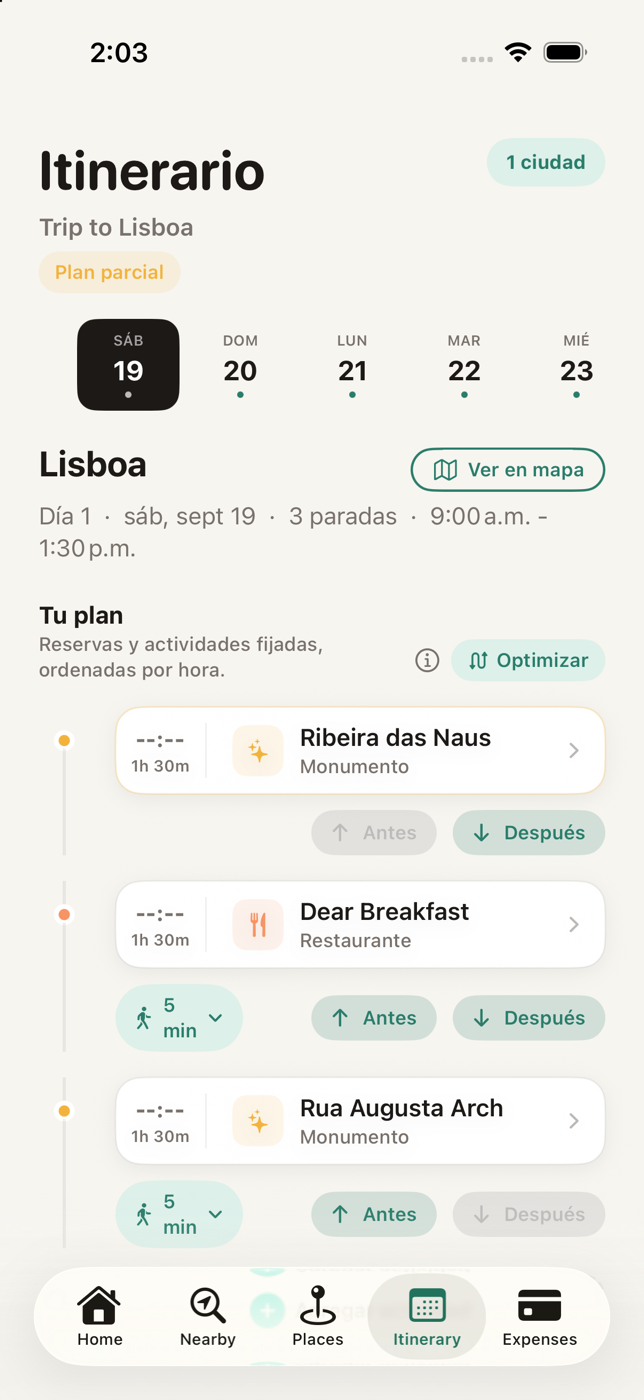 2:03
Itinerario
1 ciudad
Trip to Lisboa
Plan parcial
SÁB
19
DOM
20
LUN
21
MAR
22
MIÉ
23
Lisboa
Ver en mapa
Día 1 · sáb, sept 19 · 3 paradas · 9:00 a.m. -
1:30 p.m.
Tu plan
Reservas y actividades fijadas,
ordenadas por hora.
Optimizar
--:--
1h 30m
Ribeira das Naus
Monumento
Antes
Después
--:--
1h 30m
Dear Breakfast
Restaurante
5
min
Antes
Después
--:--
1h 30m
Rua Augusta Arch
Monumento
5
min
Antes
Después
Home
Nearby
Places
Itinerary
Expenses